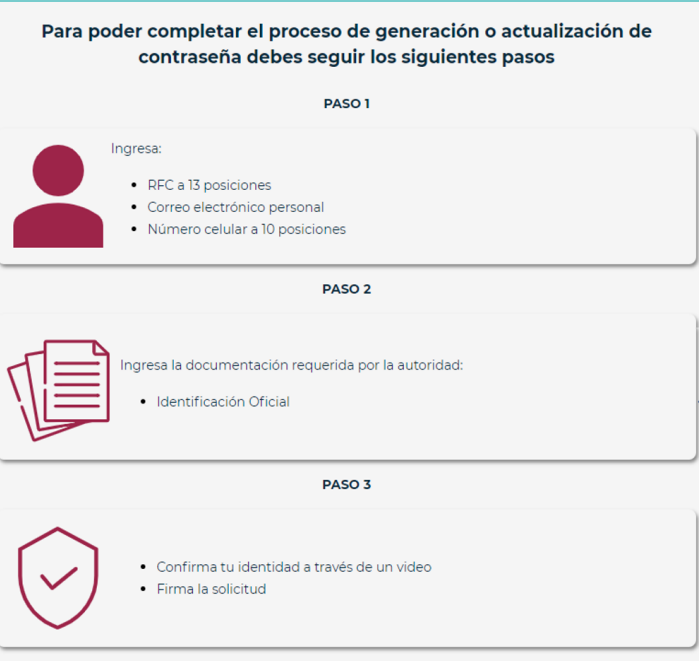 Para poder completar el proceso de generación o actualización de
contraseña debes seguir los siguientes pasos
PASO 1
Ingresa:
• RFC a 13 posiciones
• Correo electrónico personal
• Número celular a 10 posiciones
PASO 2
Ingresa la documentación requerida por la autoridad:
• Identificación Oficial
PASO 3
• Confirma tu identidad a través de un video
• Firma la solicitud